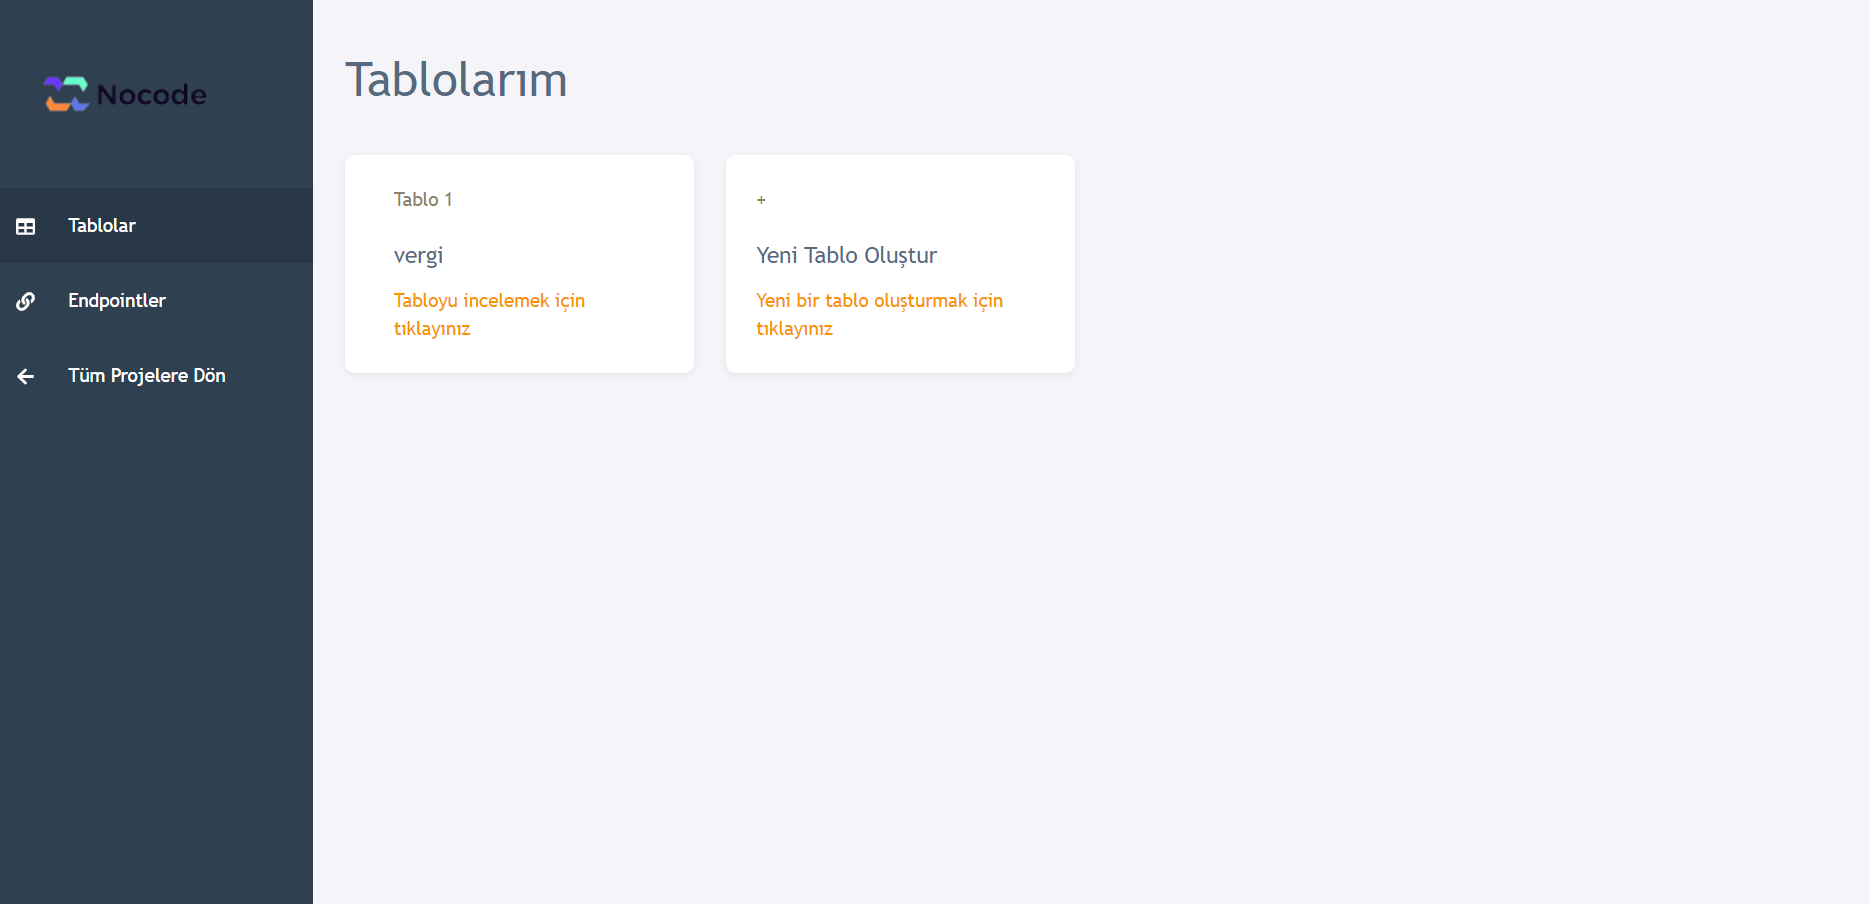 Nocode
Tablolar
Endpointler
Tüm Projelere Dön
Tablolarım
Tablo 1
vergi
Tabloyu incelemek için
tıklayınız
+
Yeni Tablo Oluştur
Yeni bir tablo oluşturmak için
tıklayınız